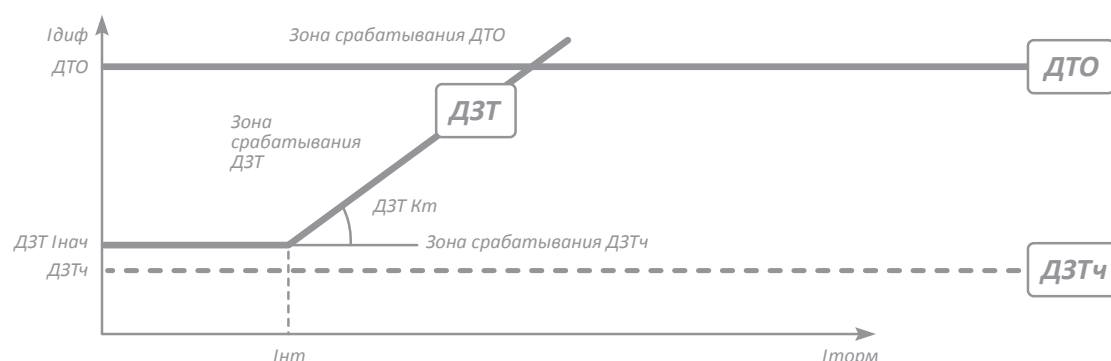 Iдиф
Зона срабатывания ДТО
ДТО
ДТО
ДЗТ
Зона
срабатывания
ДЗТ
ДЗТ Кт
ДЗТ Iнач
Зона срабатывания ДЗТч
ДЗТч
ДЗТч
Iнт
Iторм